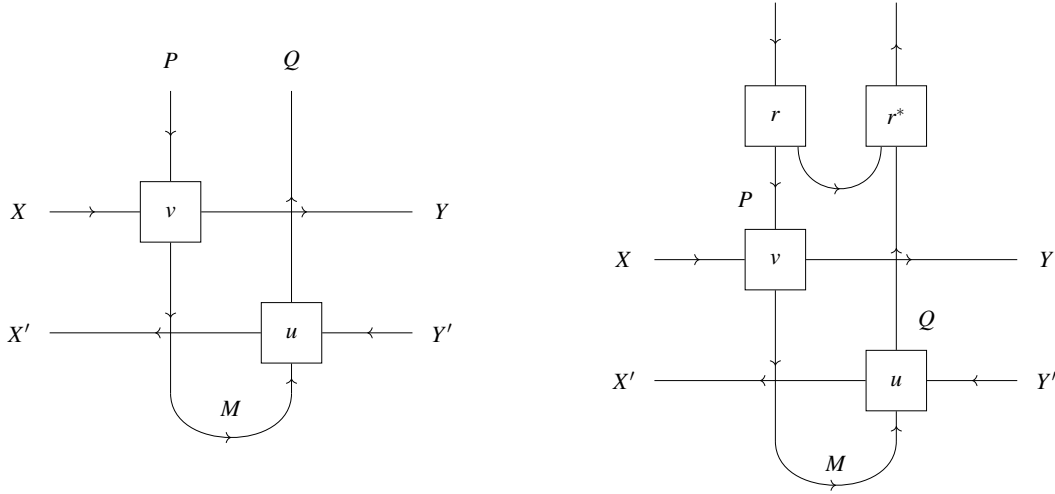 P Q
X v Y
X′ u Y′
M
r r*
P
X v Y
Q
X′ u Y′
M